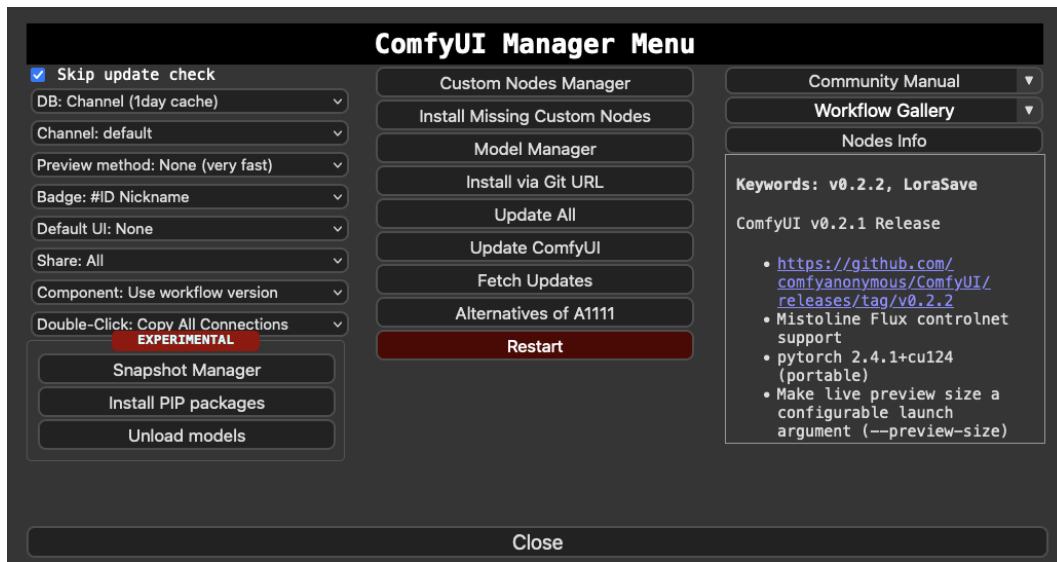 ComfyUI Manager Menu
Skip update check
DB: Channel (1day cache)
Channel: default
Preview method: None (very fast)
Badge: #ID Nickname
Default UI: None
Share: All
Component: Use workflow version
Double-Click: Copy All Connections
EXPERIMENTAL
Snapshot Manager
Install PIP packages
Unload models
Custom Nodes Manager
Install Missing Custom Nodes
Model Manager
Install via Git URL
Update All
Update ComfyUI
Fetch Updates
Alternatives of A1111
Restart
Community Manual
Workflow Gallery
Nodes Info
Keywords: v0.2.2, LoraSave
ComfyUI v0.2.1 Release
https://github.com/
comfyanonymous/ComfyUI/
releases/tag/v0.2.2
Mistoline Flux controlnet
support
pytorch 2.4.1+cu124
(portable)
Make live preview size a
configurable launch
argument (--preview-size)
Close